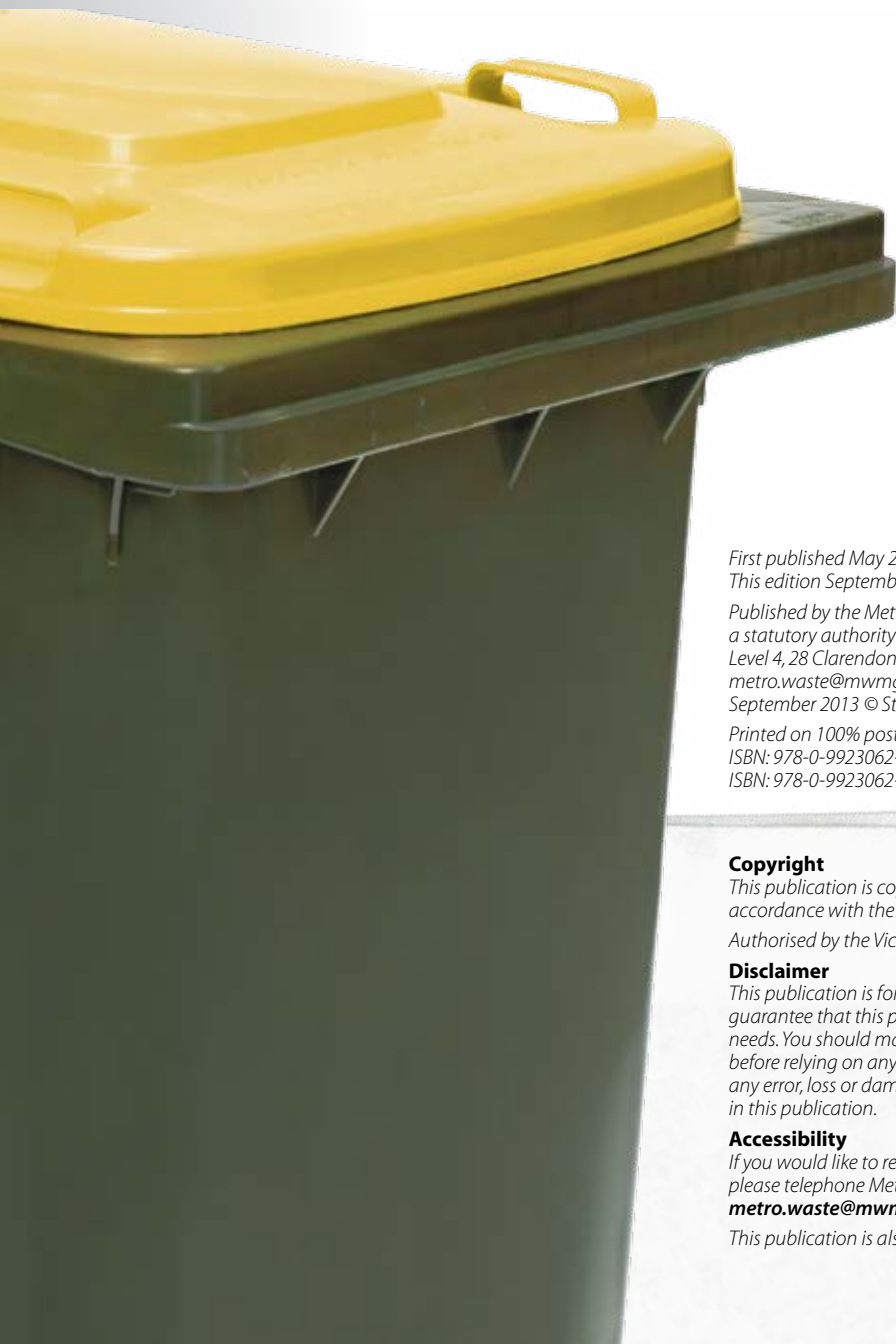 First published May 2
This edition Septemb
Published by the Met
a statutory authority
Level 4, 28 Clarendon
metro.waste@mwmg
September 2013 © St
Printed on 100% post
ISBN: 978-0-9923062-
ISBN: 978-0-9923062-
Copyright
This publication is co
accordance with the
Authorised by the Vic
Disclaimer
This publication is for
guarantee that this p
needs. You should ma
before relying on any
any error, loss or dam
in this publication.
Accessibility
If you would like to re
please telephone Met
metro.waste@mwm
This publication is als